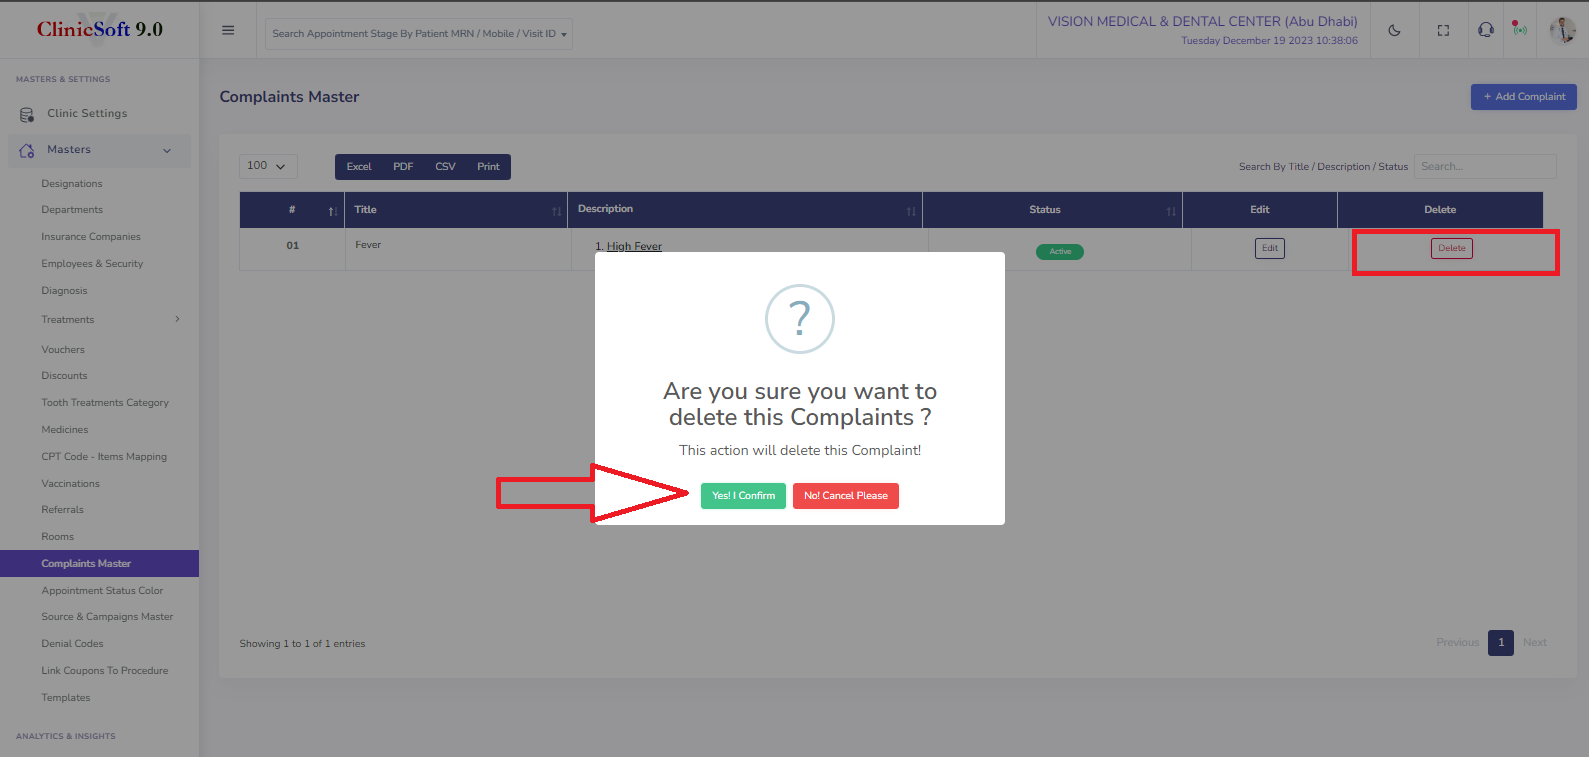 ClinicSoft 9.0
Search Appointment Stage By Patient MRN / Mobile / Visit ID
VISION MEDICAL & DENTAL CENTER (Abu Dhabi)
Tuesday December 19 2023 10:38:06
MASTERS & SETTINGS
Clinic Settings
Masters
Designations
Departments
Insurance Companies
Employees & Security
Diagnosis
Treatments
Vouchers
Discounts
Tooth Treatments Category
Medicines
CPT Code - Items Mapping
Vaccinations
Referrals
Rooms
Complaints Master
Appointment Status Color
Source & Campaigns Master
Denial Codes
Link Coupons To Procedure
Templates
ANALYTICS & INSIGHTS
Complaints Master
+ Add Complaint
100
Excel PDF CSV Print
Search By Title / Description / Status Search...
# Title Description Status Edit Delete
01 Fever 1. High Fever Active Edit Delete
?
Are you sure you want to
delete this Complaints ?
This action will delete this Complaint!
Yes! I Confirm No! Cancel Please
Showing 1 to 1 of 1 entries
Previous 1 Next